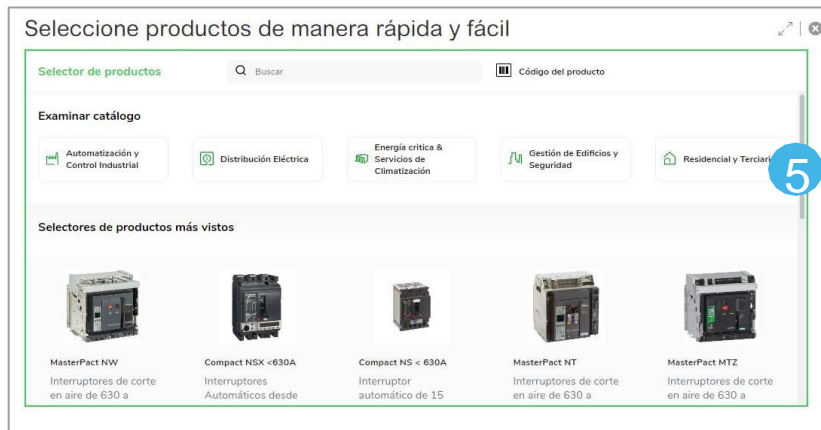 Seleccione productos de manera rápida y fácil
Selector de productos
Buscar
Código del producto
Examinar catálogo
Automatización y
Control Industrial
Distribución Eléctrica
Energía critica &
Servicios de
Climatización
Gestión de Edificios y
Seguridad
Residencial y Terciari
5
Selectores de productos más vistos
MasterPact NW
Interruptores de corte
en aire de 630 a
Compact NSX <630A
Interruptores
Automáticos desde
Compact NS < 630A
Interruptor
automático de 15
MasterPact NT
Interruptores de corte
en aire de 630 a
MasterPact MTZ
Interruptores de corte
en aire de 630 a